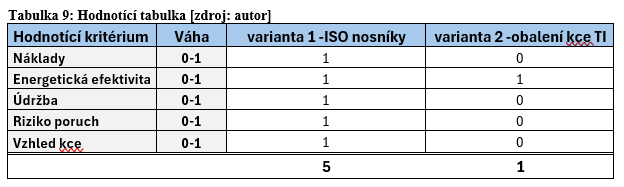 Tabulka 9: Hodnotící tabulka [zdroj: autor]
Hodnotící kritérium Váha varianta 1 -ISO nosníky varianta 2 -obalení kce TI
Náklady 0-1 1 0
Energetická efektivita 0-1 1 1
Údržba 0-1 1 0
Riziko poruch 0-1 1 0
Vzhled kce 0-1 1 0
5 1